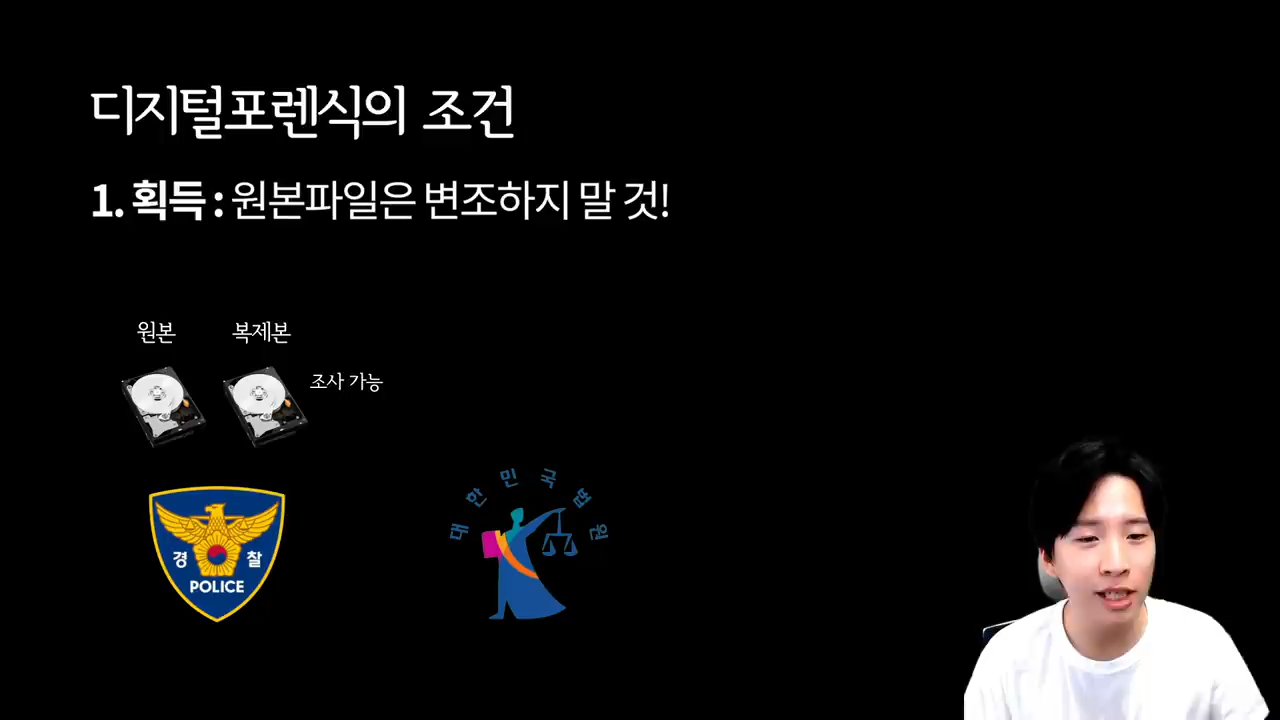 디지털포렌식의 조건
1. 획득 : 원본파일은 변조하지 말 것!
원본 복제본
조사 가능
경 찰
POLICE
대한민국법원